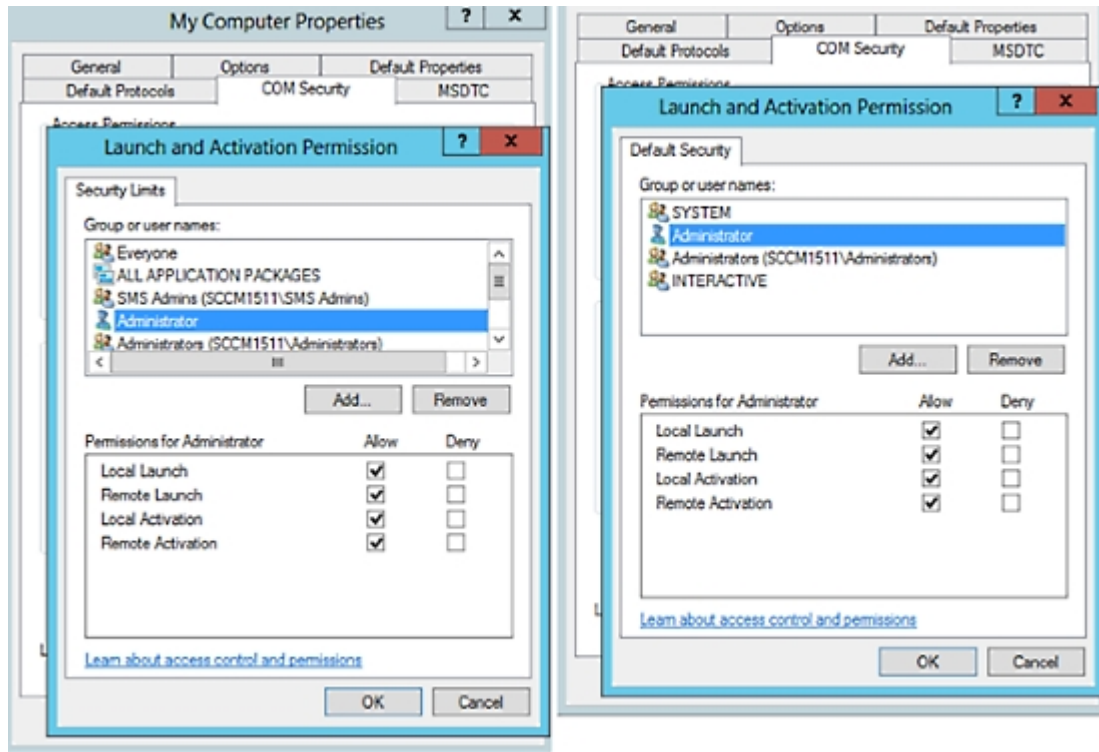 My Computer Properties
? x
General Options Default Properties
Default Protocols COM Security MSDTC
Access Permissions
Launch and Activation Permission
? x
Security Limits
Group or user names:
Everyone
ALL APPLICATION PACKAGES
SMS Admins (SCCM1511\SMS Admins)
Administrator
Administrators (SCCM1511\Administrators)
Add... Remove
Permissions for Administrator Allow Deny
Local Launch
Remote Launch
Local Activation
Remote Activation
Learn about access control and permissions
OK Cancel
General Options Default Properties
Default Protocols COM Security MSDTC
Access Permissions
Launch and Activation Permission
? x
Default Security
Group or user names:
SYSTEM
Administrator
Administrators (SCCM1511\Administrators)
INTERACTIVE
Add... Remove
Permissions for Administrator Allow Deny
Local Launch
Remote Launch
Local Activation
Remote Activation
Learn about access control and permissions
OK Cancel